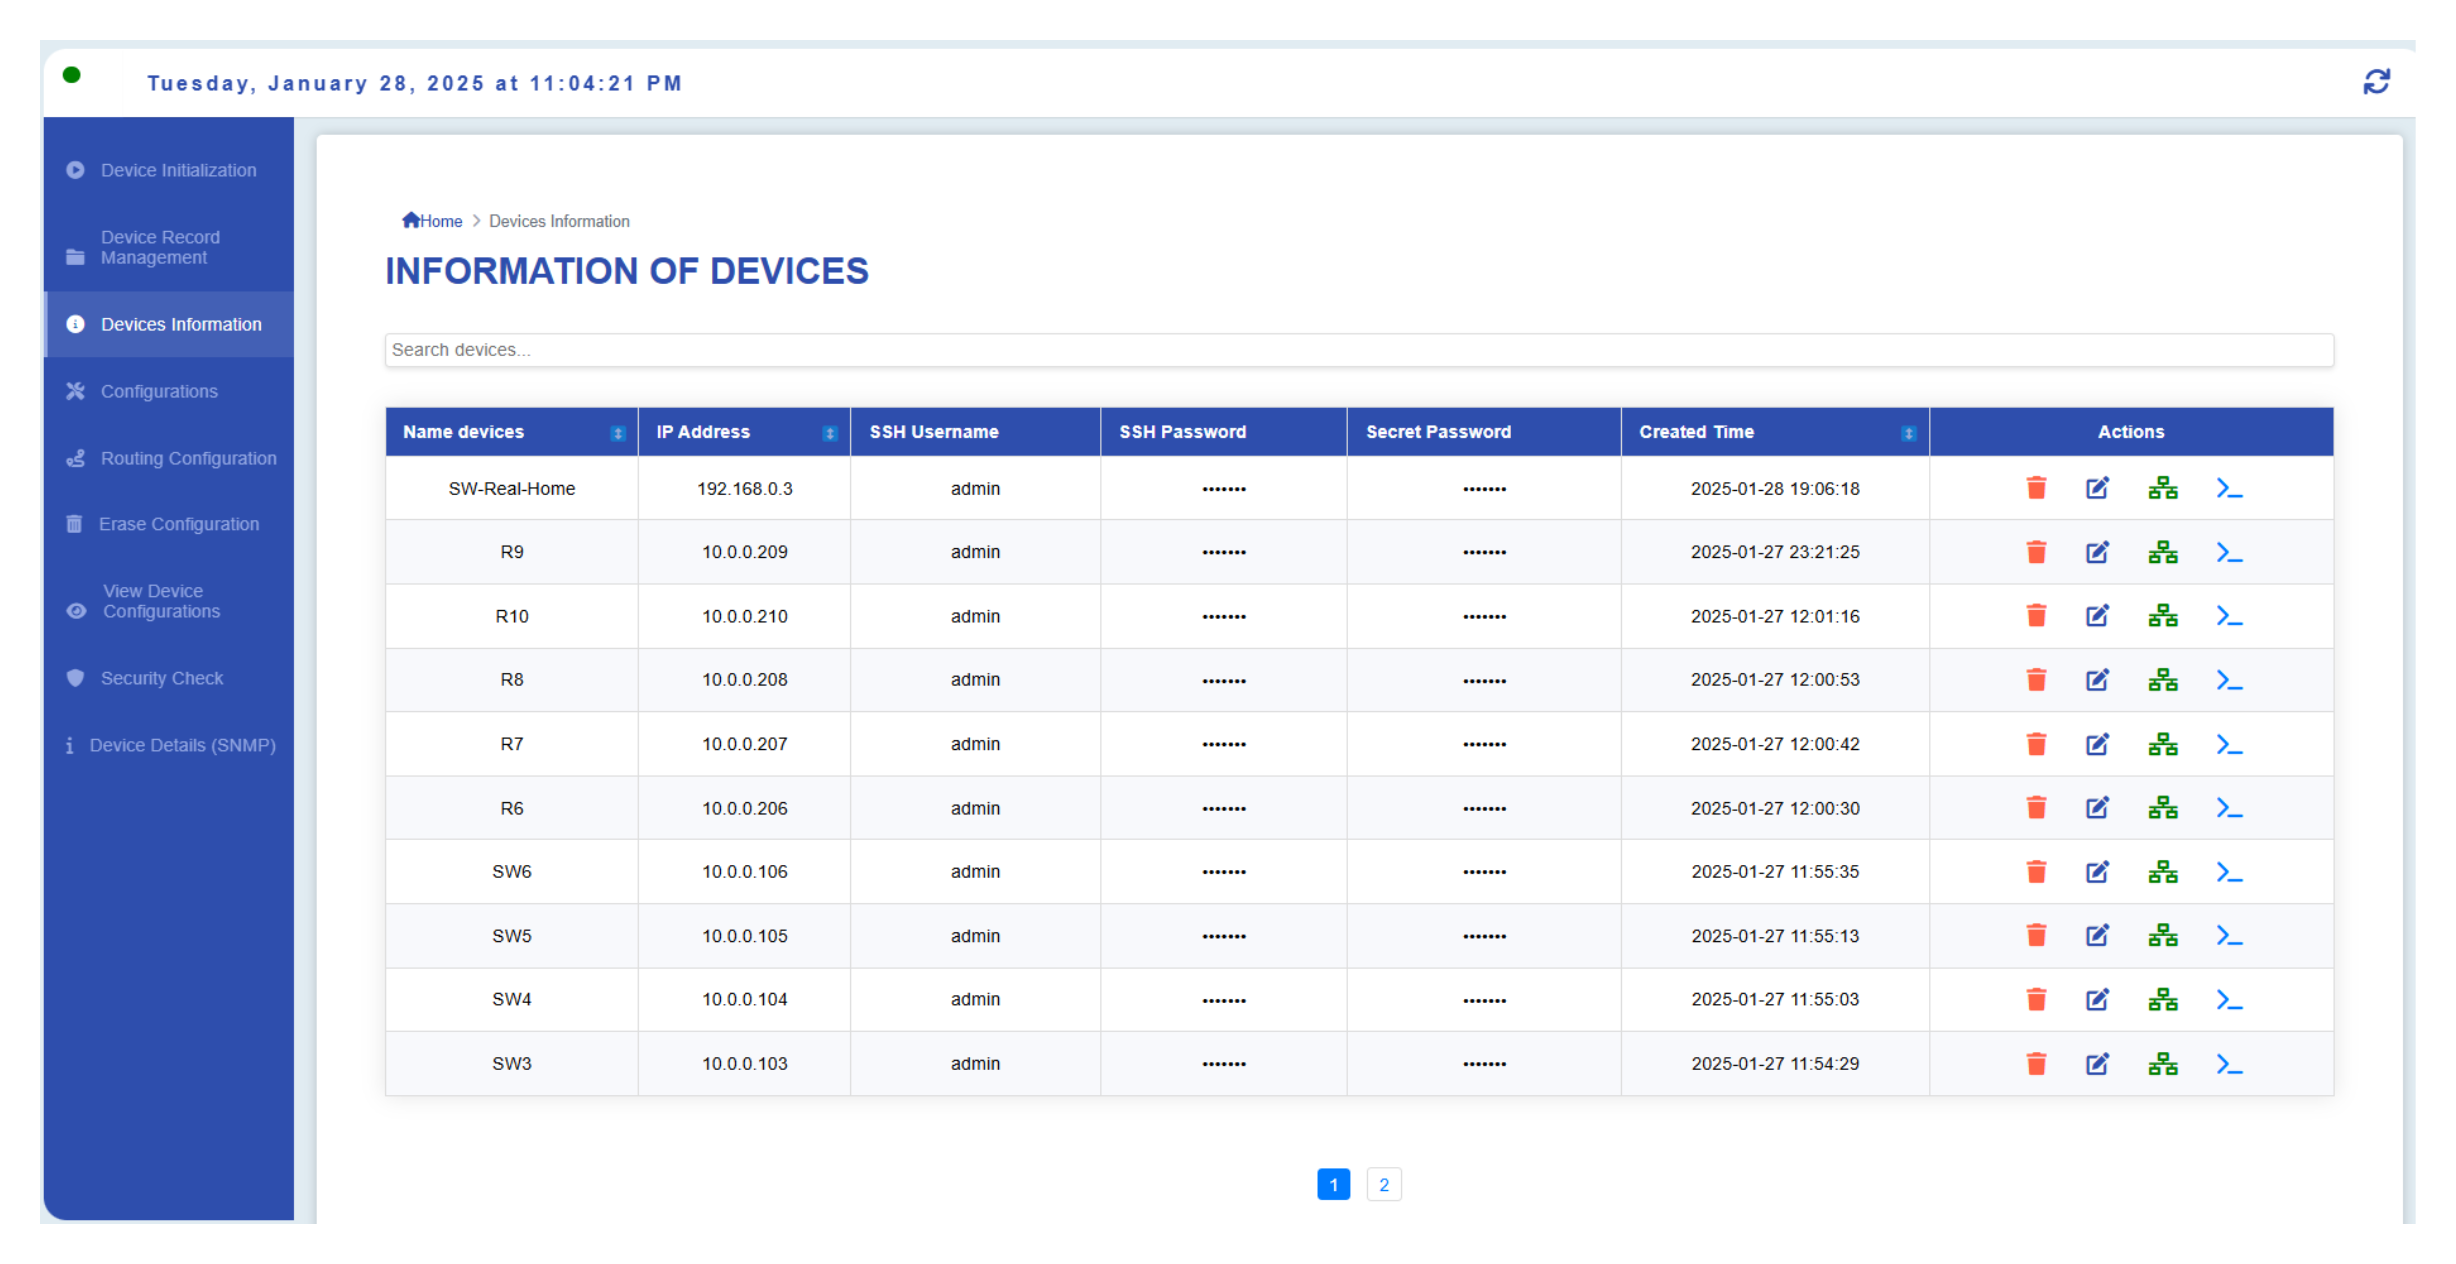 Tuesday, January 28, 2025 at 11:04:21 PM
Device Initialization
Device Record
Management
Devices Information
Configurations
Routing Configuration
Erase Configuration
View Device
Configurations
Security Check
Device Details (SNMP)
Home > Devices Information
INFORMATION OF DEVICES
Search devices...
Name devices IP Address SSH Username SSH Password Secret Password Created Time Actions
SW-Real-Home 192.168.0.3 admin ••••••• ••••••• 2025-01-28 19:06:18
R9 10.0.0.209 admin ••••••• ••••••• 2025-01-27 23:21:25
R10 10.0.0.210 admin ••••••• ••••••• 2025-01-27 12:01:16
R8 10.0.0.208 admin ••••••• ••••••• 2025-01-27 12:00:53
R7 10.0.0.207 admin ••••••• ••••••• 2025-01-27 12:00:42
R6 10.0.0.206 admin ••••••• ••••••• 2025-01-27 12:00:30
SW6 10.0.0.106 admin ••••••• ••••••• 2025-01-27 11:55:35
SW5 10.0.0.105 admin ••••••• ••••••• 2025-01-27 11:55:13
SW4 10.0.0.104 admin ••••••• ••••••• 2025-01-27 11:55:03
SW3 10.0.0.103 admin ••••••• ••••••• 2025-01-27 11:54:29
1 2